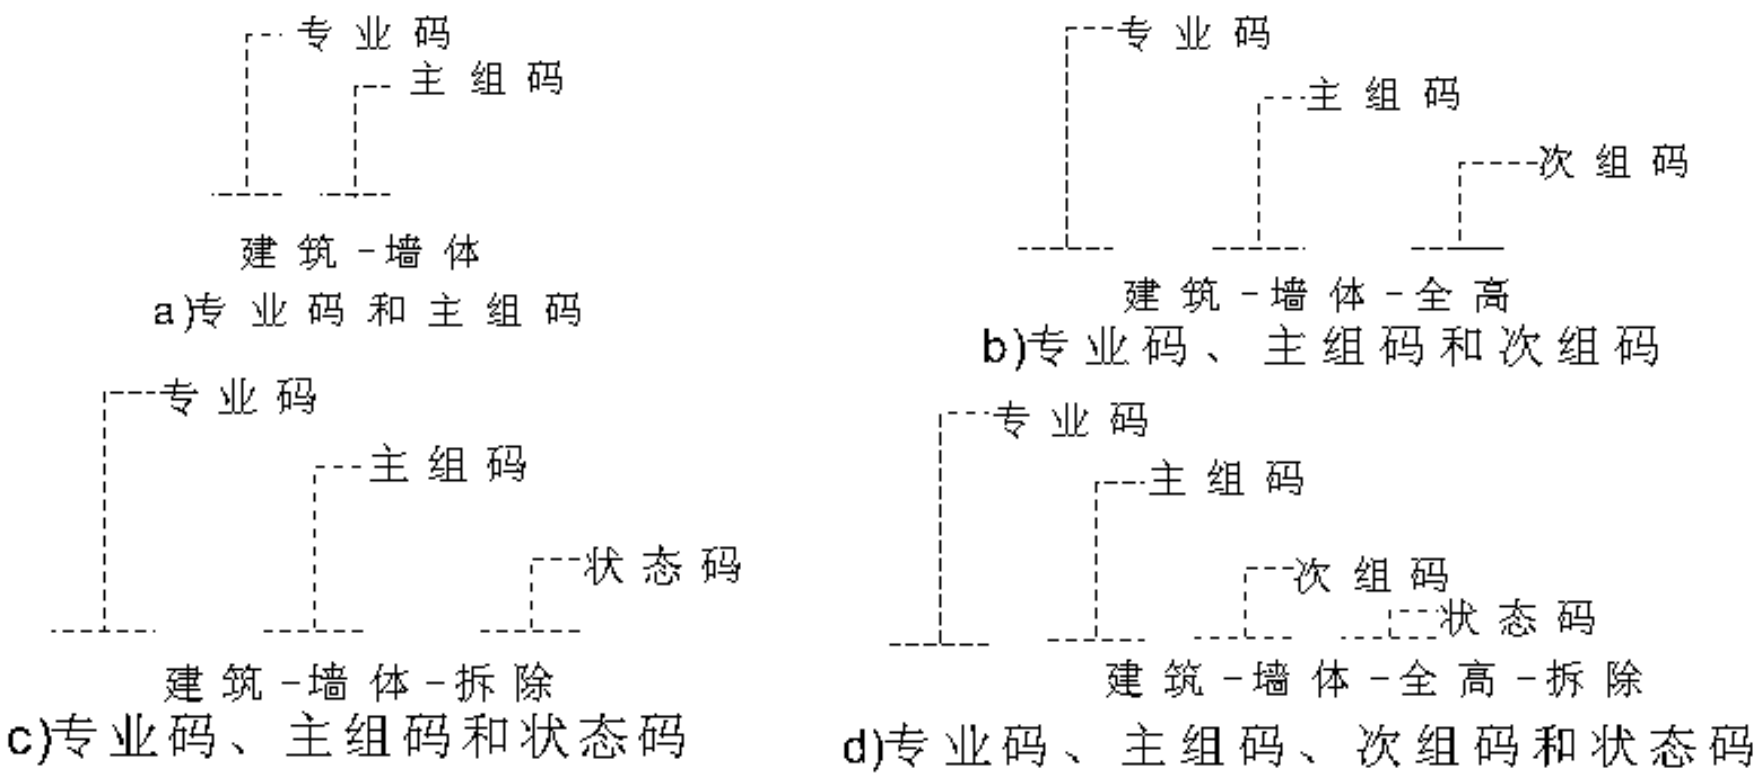 专业码
主组码
建筑-墙体
a)专业码和主组码
专业码
主组码
次组码
建筑-墙体-全高
b)专业码、主组码和次组码
专业码
主组码
状态码
建筑-墙体-拆除
c)专业码、主组码和状态码
专业码
主组码
次组码
状态码
建筑-墙体-全高-拆除
d)专业码、主组码、次组码和状态码